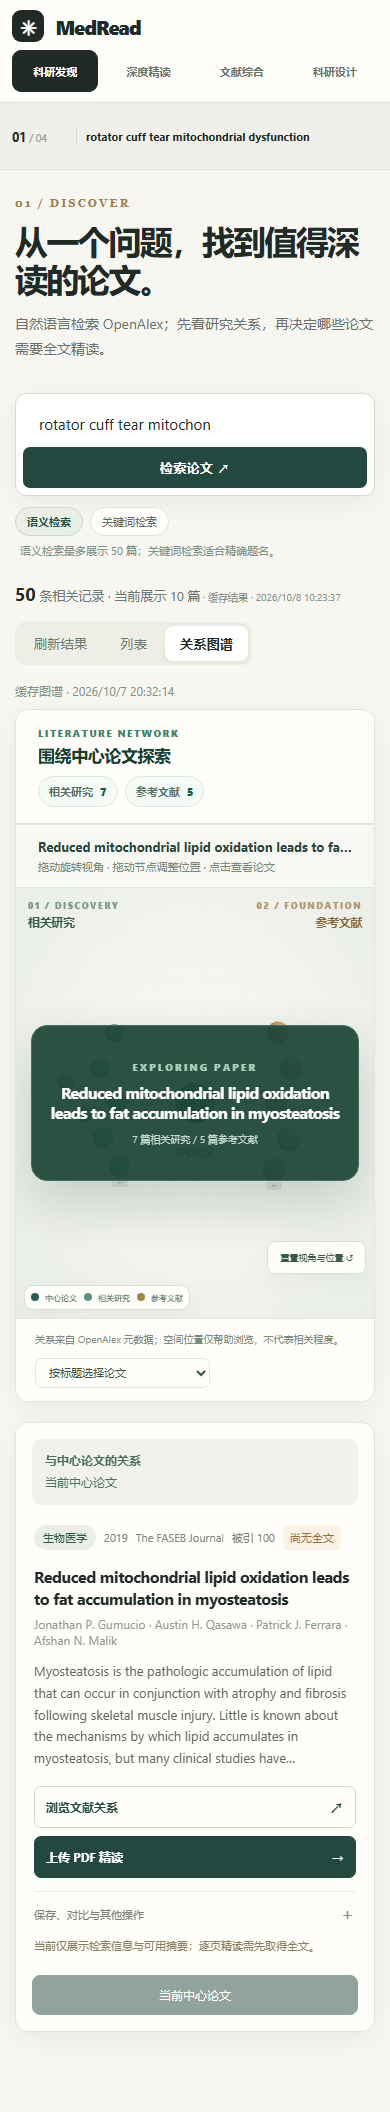 MedRead
科研发现 深度精读 文献综合 科研设计
01 / 04 rotator cuff tear mitochondrial dysfunction
01 / DISCOVER
从一个问题，找到值得深
读的论文。
自然语言检索 OpenAlex；先看研究关系，再决定哪些论文
需要全文精读。
rotator cuff tear mitochon
检索论文 ↗
语义检索 关键词检索
语义检索最多展示 50 篇；关键词检索适合精确题名。
50 条相关记录 · 当前展示 10 篇 · 缓存结果 · 2026/10/8 10:23:37
刷新结果 列表 关系图谱
缓存图谱 · 2026/10/7 20:32:14
LITERATURE NETWORK
围绕中心论文探索
相关研究 7 参考文献 5
Reduced mitochondrial lipid oxidation leads to fa...
拖动旋转视角 · 拖动节点调整位置 · 点击查看论文
01 / DISCOVERY 02 / FOUNDATION
相关研究 参考文献
EXPLORING PAPER
Reduced mitochondrial lipid oxidation
leads to fat accumulation in myosteatosis
7 篇相关研究 / 5 篇参考文献
中心论文
重置视角与位置 ↺
中心论文 相关研究 参考文献
关系来自 OpenAlex 元数据；空间位置仅帮助浏览，不代表相关程度。
按标题选择论文
与中心论文的关系
当前中心论文
生物医学 2019 The FASEB Journal 被引 100 尚无全文
Reduced mitochondrial lipid oxidation leads
to fat accumulation in myosteatosis
Jonathan P. Gumucio · Austin H. Qasawa · Patrick J. Ferrara ·
Afshan N. Malik
Myosteatosis is the pathologic accumulation of lipid
that can occur in conjunction with atrophy and fibrosis
following skeletal muscle injury. Little is known about
the mechanisms by which lipid accumulates in
myosteatosis, but many clinical studies have...
浏览文献关系 ↗
上传 PDF 精读 →
保存、对比与其他操作 +
当前仅展示检索信息与可用摘要；逐页精读需先取得全文。
当前中心论文